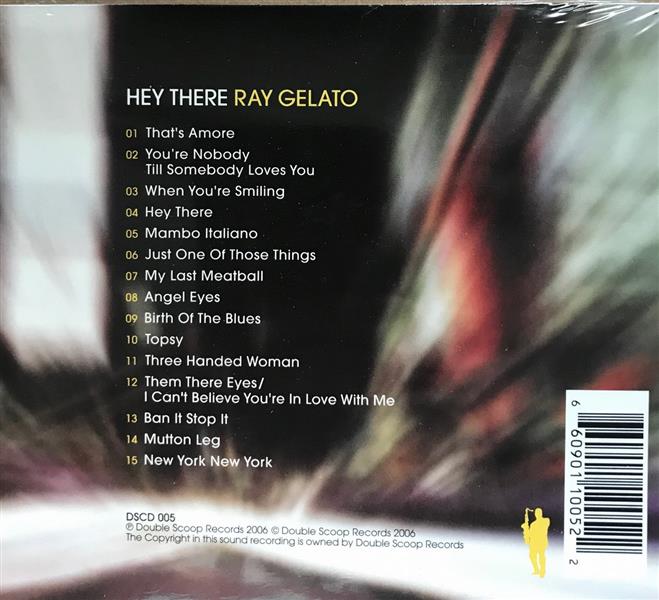 HEY THERE RAY GELATO
01 That's Amore
02 You're Nobody
Till Somebody Loves You
03 When You're Smiling
04 Hey There
05 Mambo Italiano
06 Just One Of Those Things
07 My Last Meatball
08 Angel Eyes
09 Birth Of The Blues
10 Topsy
11 Three Handed Woman
12 Them There Eyes/
I Can't Believe You're In Love With Me
13 Ban It Stop It
14 Mutton Leg
15 New York New York
DSCD 005
℗ Double Scoop Records 2006 © Double Scoop Records 2006
The Copyright in this sound recording is owned by Double Scoop Records
6 60901 10052 2